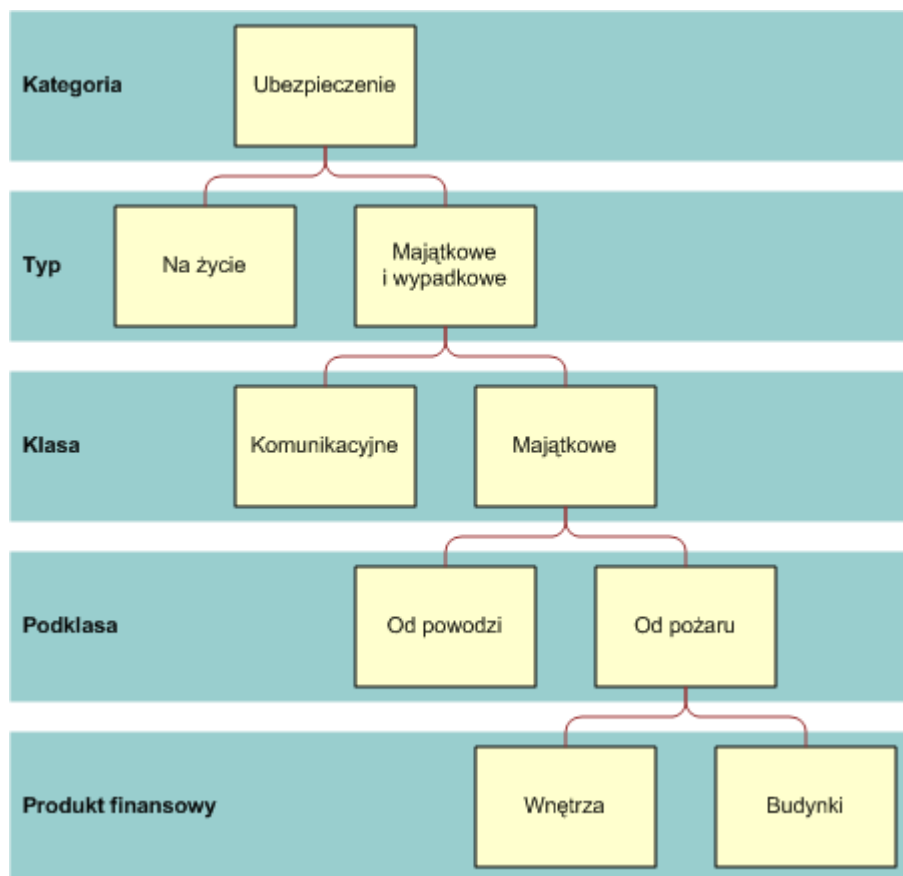 Kategoria
Ubezpieczenie
Typ
Na życie
Majątkowe
i wypadkowe
Klasa
Komunikacyjne
Majątkowe
Podklasa
Od powodzi
Od pożaru
Produkt finansowy
Wnętrza
Budynki